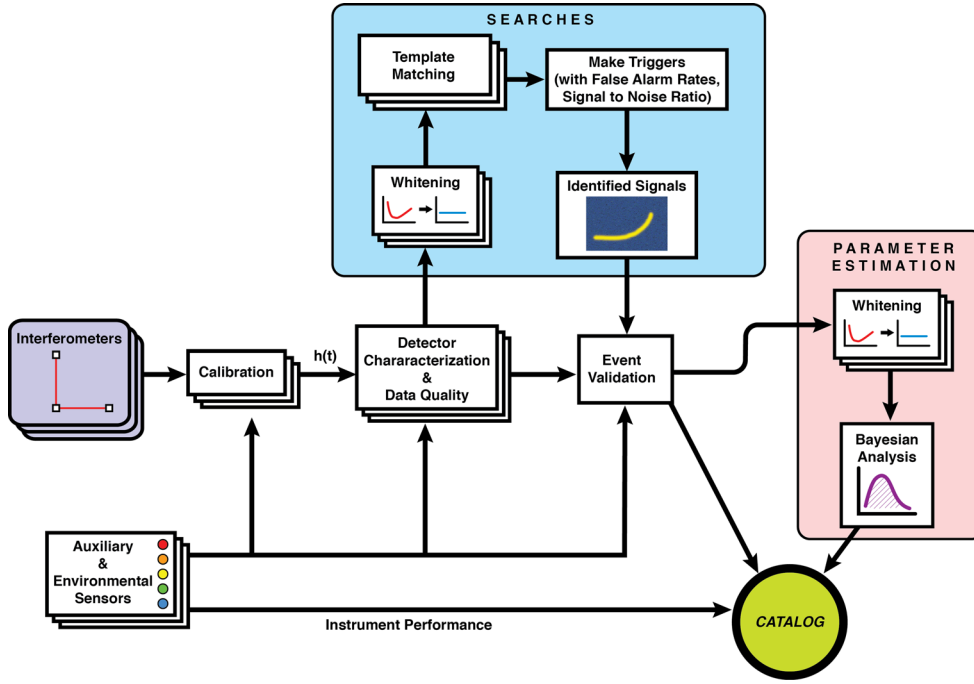 SEARCHES
Template
Matching
Make Triggers
(with False Alarm Rates,
Signal to Noise Ratio)
Whitening
Identified Signals
PARAMETER
ESTIMATION
Whitening
Interferometers
Calibration
h(t)
Detector
Chararacterization
&
Data Quality
Event
Validation
Bayesian
Analysis
Auxiliary
&
Environmental
Sensors
Instrument Performance
CATALOG